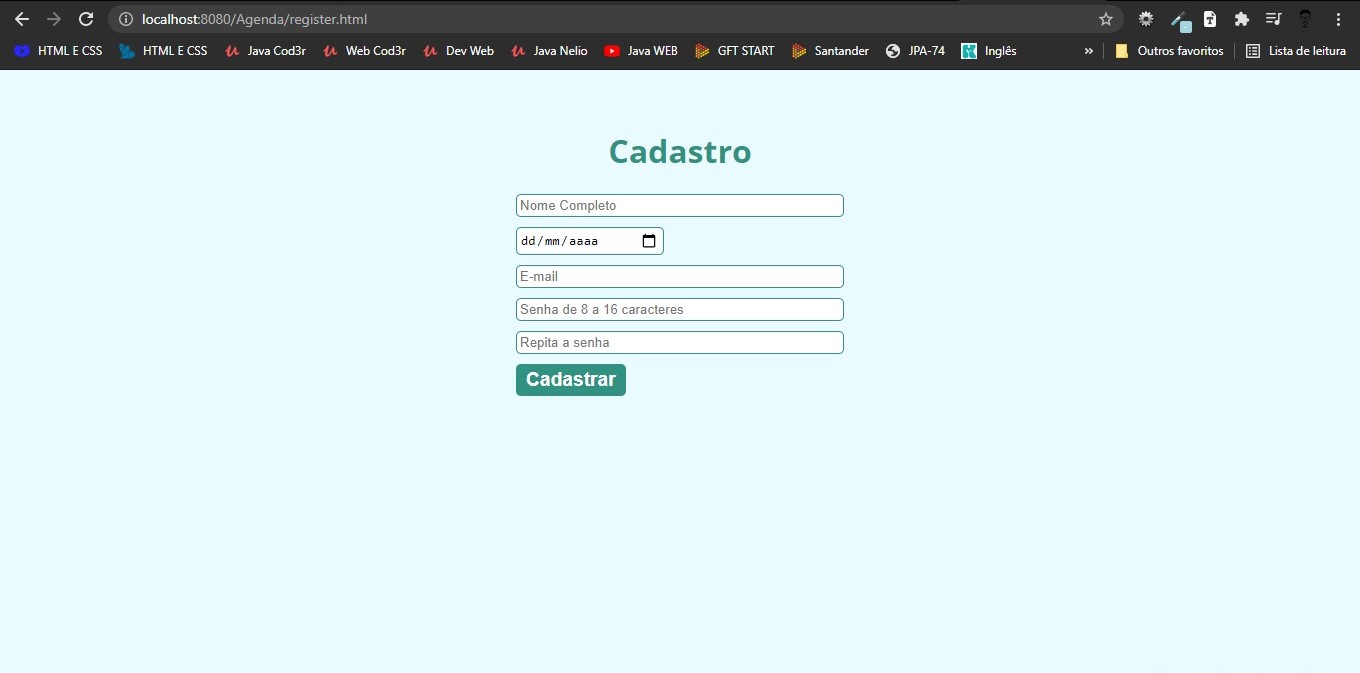 localhost:8080/Agenda/register.html
HTML E CSS HTML E CSS Java Cod3r Web Cod3r Dev Web Java Nelio Java WEB GFT START Santander JPA-74 Inglês » Outros favoritos Lista de leitura
Cadastro
Nome Completo
dd/mm/aaaa
E-mail
Senha de 8 a 16 caracteres
Repita a senha
Cadastrar